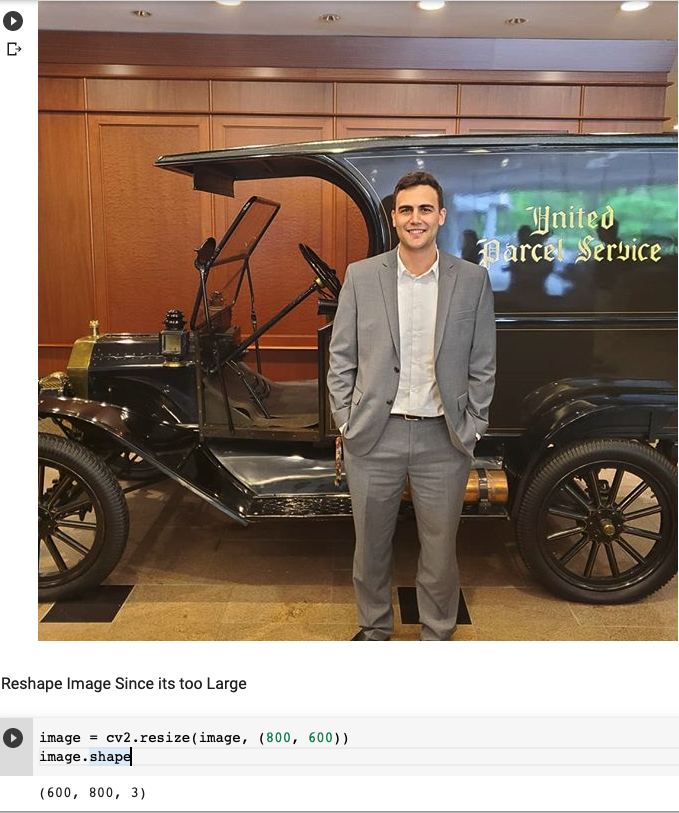 United
Parcel Service
Reshape Image Since its too Large
image = cv2.resize(image, (800, 600))
image.shape
(600, 800, 3)